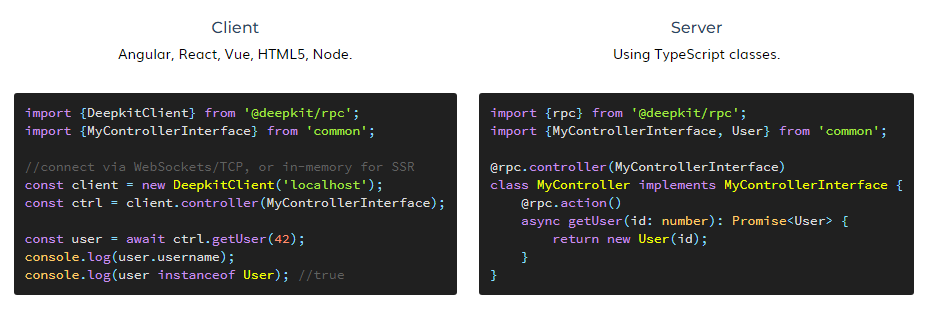 Client
Angular, React, Vue, HTML5, Node.
import {DeepkitClient} from '@deepkit/rpc';
import {MyControllerInterface} from 'common';
//connect via WebSockets/TCP, or in-memory for SSR
const client = new DeepkitClient('localhost');
const ctrl = client.controller(MyControllerInterface);
const user = await ctrl.getUser(42);
console.log(user.username);
console.log(user instanceof User); //true
Server
Using TypeScript classes.
import {rpc} from '@deepkit/rpc';
import {MyControllerInterface, User} from 'common';
@rpc.controller(MyControllerInterface)
class MyController implements MyControllerInterface {
    @rpc.action()
    async getUser(id: number): Promise<User> {
        return new User(id);
    }
}